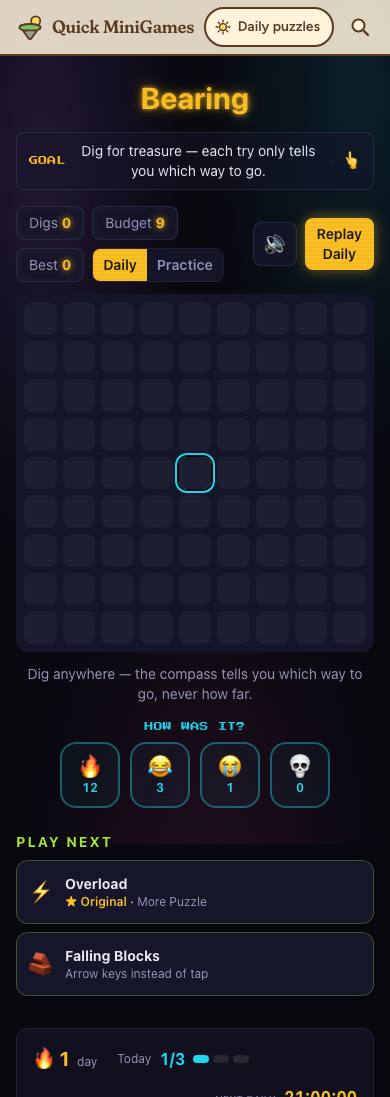 Quick MiniGames
Daily puzzles
Bearing
GOAL
Dig for treasure — each try only tells
you which way to go.
Digs 0
Budget 9
Best 0
Daily
Practice
Replay
Daily
Dig anywhere — the compass tells you which way to
go, never how far.
HOW WAS IT?
12
3
1
0
PLAY NEXT
Overload
Original · More Puzzle
Falling Blocks
Arrow keys instead of tap
1 day
Today 1/3